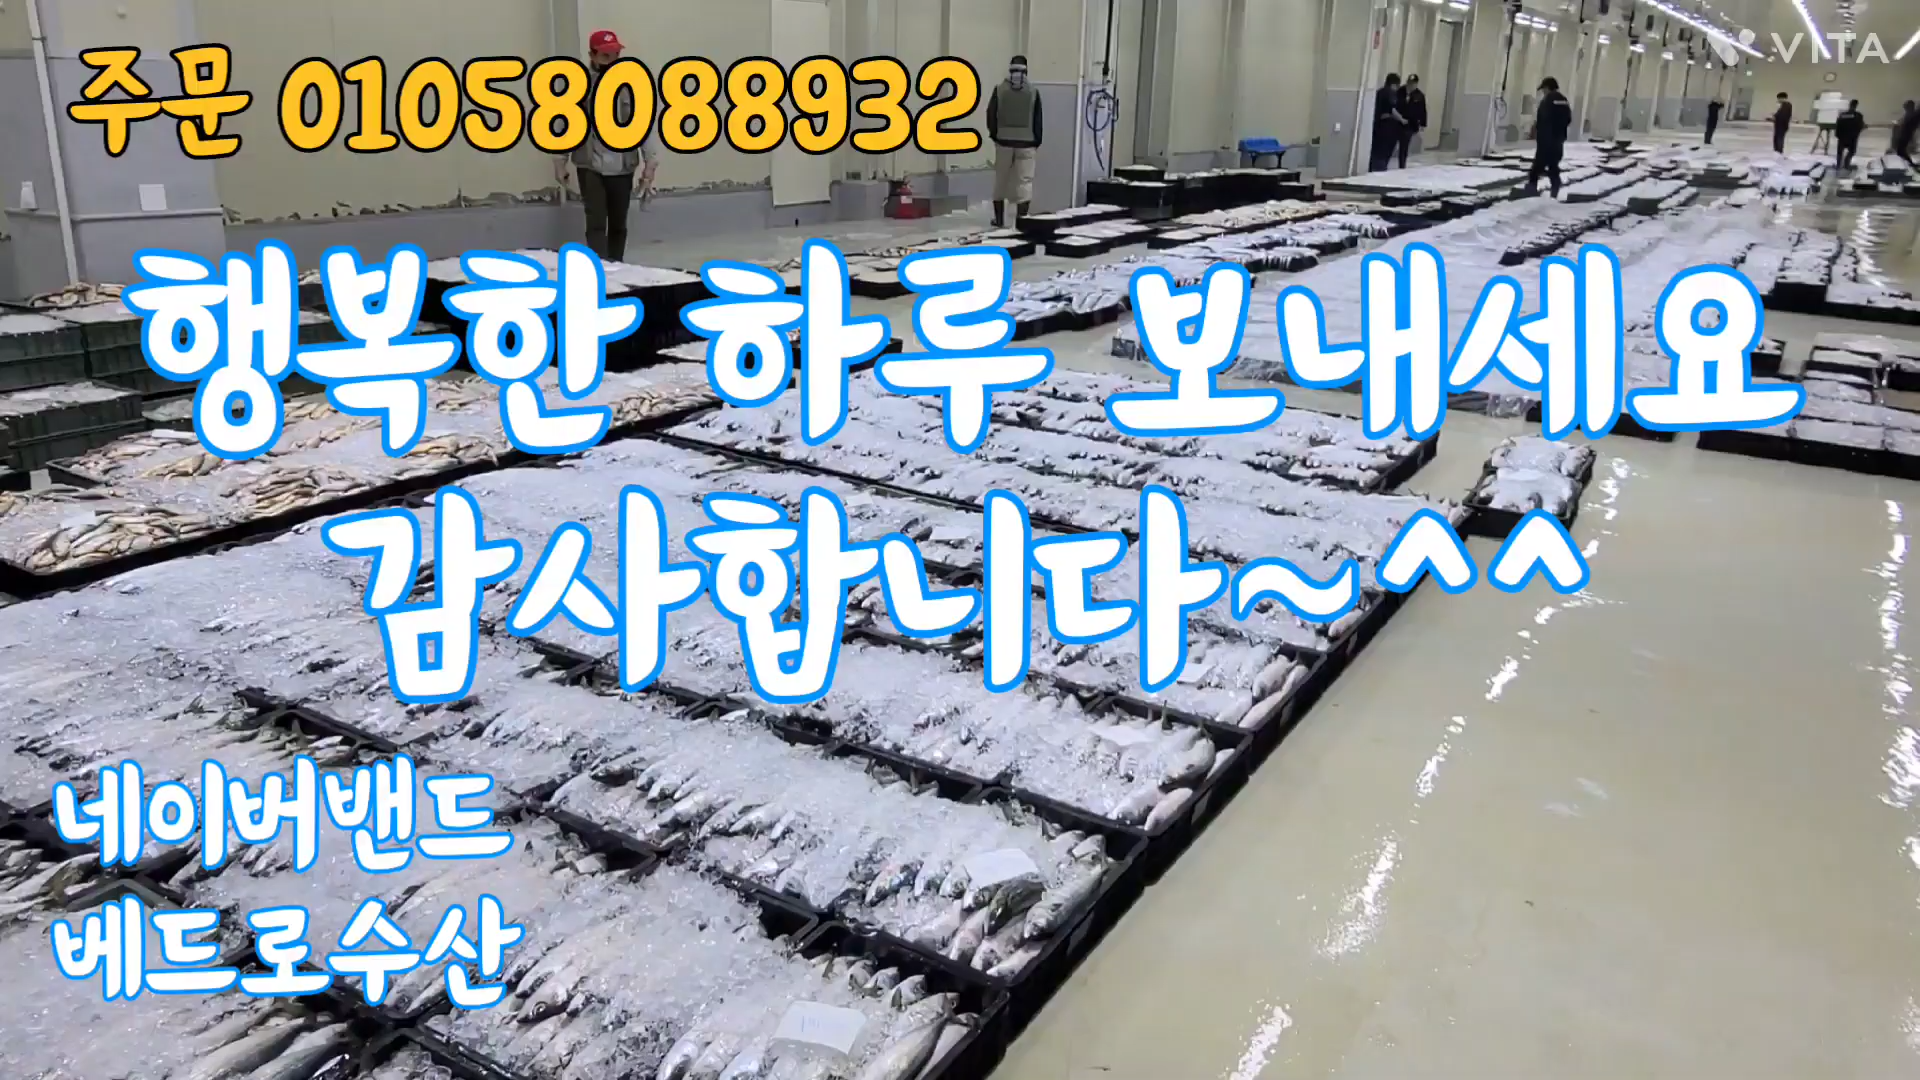 VITA
주문 01058088932
행복한 하루 보내세요
감사합니다~^^
네이버밴드
베드로수산